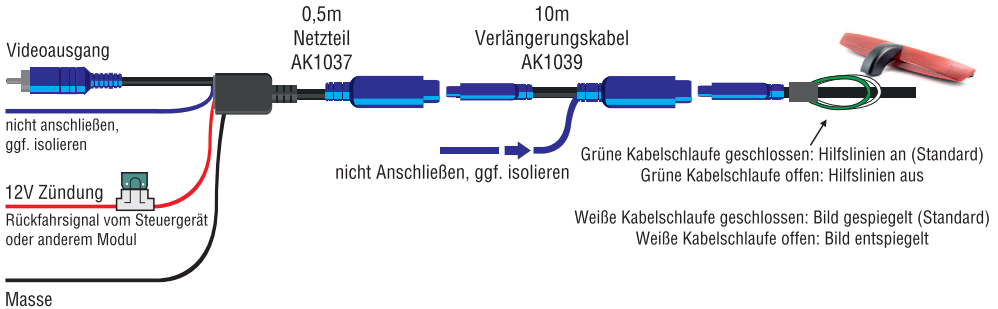 0,5m
Netzteil
AK1037
10m
Verlängerungskabel
AK1039
Videoausgang
nicht anschließen,
ggf. isolieren
12V Zündung
Rückfahrsignal vom Steuergerät
oder anderem Modul
Masse
nicht Anschließen, ggf. isolieren
Grüne Kabelschlaufe geschlossen: Hilfslinien an (Standard)
Grüne Kabelschlaufe offen: Hilfslinien aus
Weiße Kabelschlaufe geschlossen: Bild gespiegelt (Standard)
Weiße Kabelschlaufe offen: Bild entspiegelt